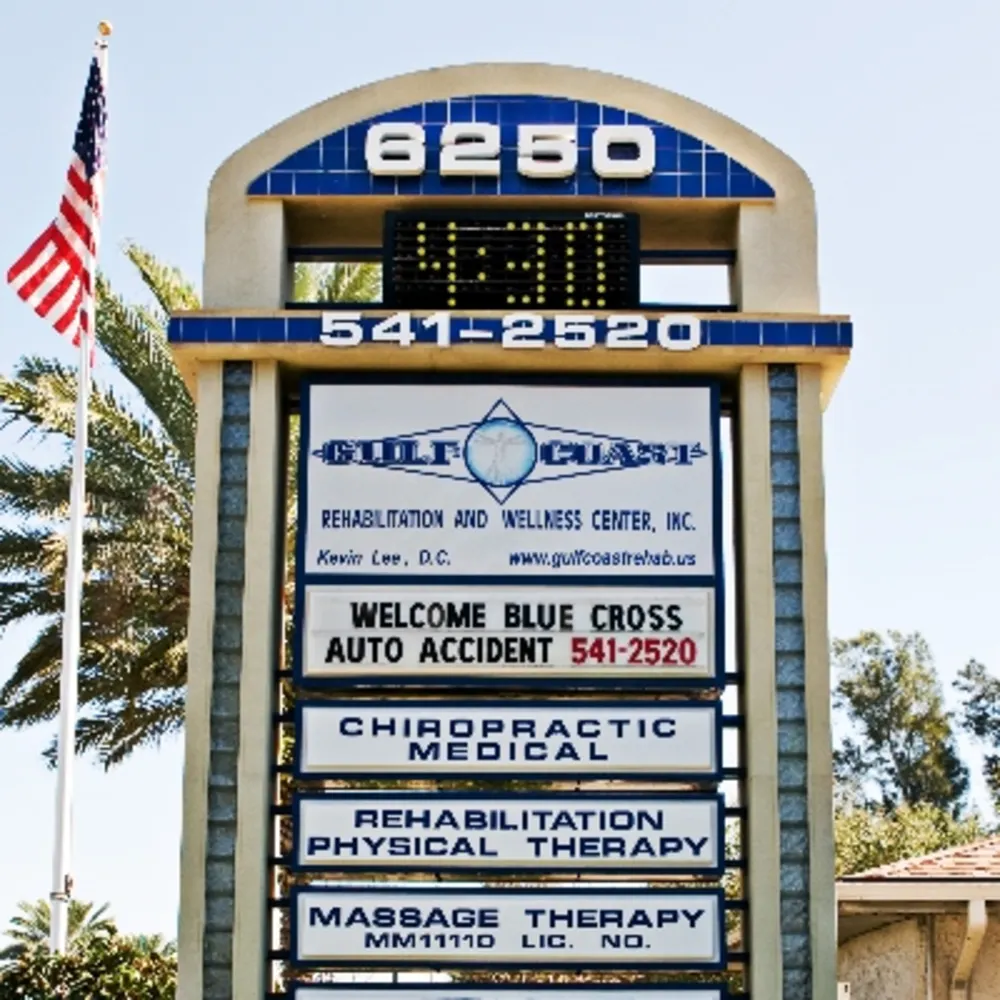 6250
4:30
541-2520
GULF COAST
REHABILITATION AND WELLNESS CENTER, INC.
Kevin Lee, D.C. www.gulfcoastrehab.us
WELCOME BLUE CROSS
AUTO ACCIDENT 541-2520
CHIROPRACTIC
MEDICAL
REHABILITATION
PHYSICAL THERAPY
MASSAGE THERAPY
MM11110 LIC. NO.